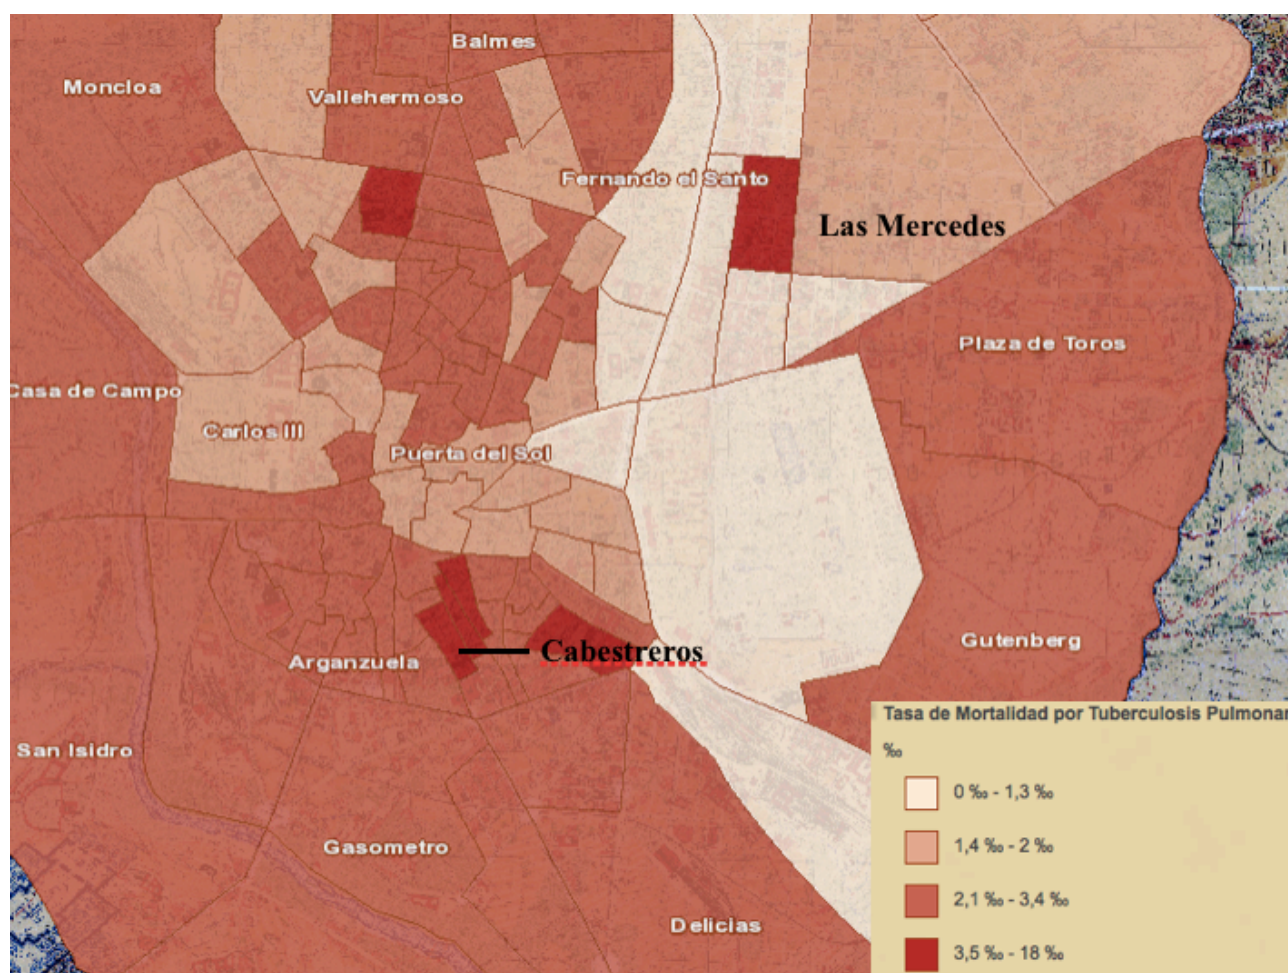 Balmes
Moncloa
Vallehermoso
Fernando el Santo
Las Mercedes
Plaza de Toros
Casa de Campo
Carlos III
Puerta del Sol
Gutenberg
Cabestreros
Arganzuela
San Isidro
Gasometro
Delicias
Tasa de Mortalidad por Tuberculosis Pulmonar
‰
0 ‰ - 1,3 ‰
1,4 ‰ - 2 ‰
2,1 ‰ - 3,4 ‰
3,5 ‰ - 18 ‰